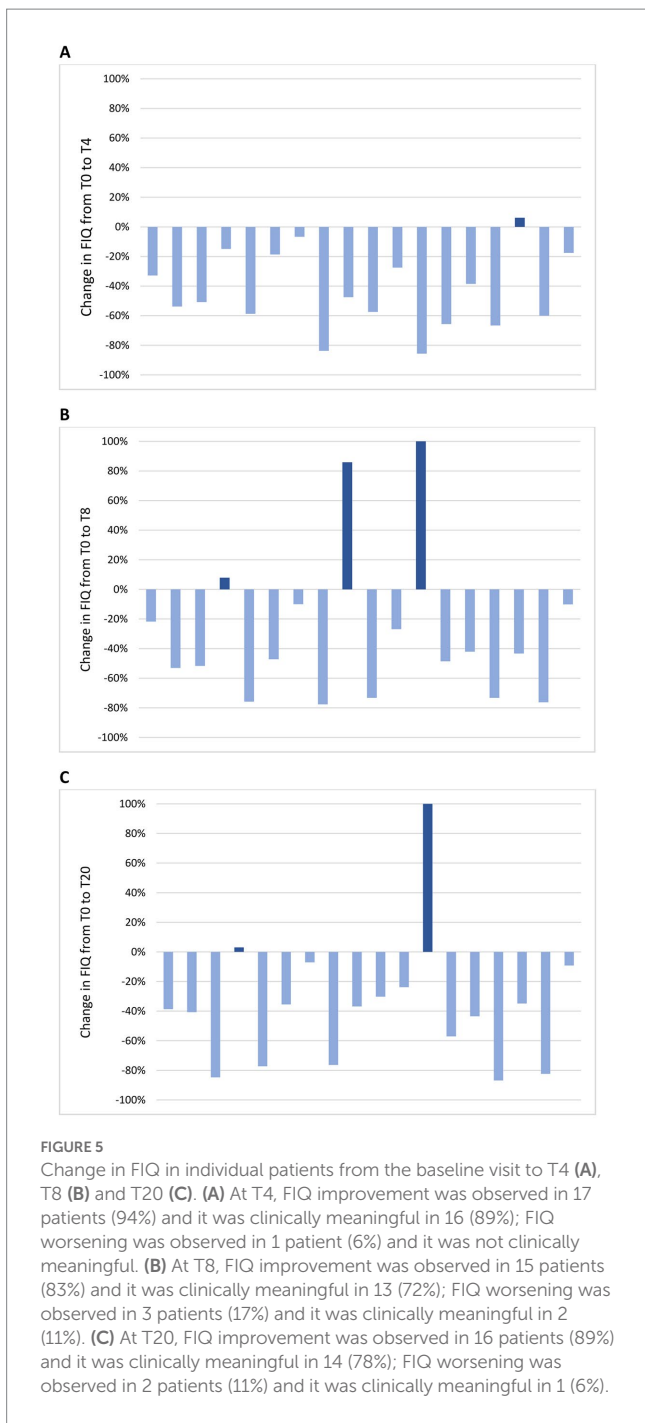 A
100%
80%
60%
40%
20%
0%
-20%
-40%
-60%
-80%
-100%
Change in FIQ from T0 to T4
B
100%
80%
60%
40%
20%
0%
-20%
-40%
-60%
-80%
-100%
Change in FIQ from T0 to T8
C
100%
80%
60%
40%
20%
0%
-20%
-40%
-60%
-80%
-100%
Change in FIQ from T0 to T20
FIGURE 5
Change in FIQ in individual patients from the baseline visit to T4 (A),
T8 (B) and T20 (C). (A) At T4, FIQ improvement was observed in 17
patients (94%) and it was clinically meaningful in 16 (89%); FIQ
worsening was observed in 1 patient (6%) and it was not clinically
meaningful. (B) At T8, FIQ improvement was observed in 15 patients
(83%) and it was clinically meaningful in 13 (72%); FIQ worsening was
observed in 3 patients (17%) and it was clinically meaningful in 2
(11%). (C) At T20, FIQ improvement was observed in 16 patients (89%)
and it was clinically meaningful in 14 (78%); FIQ worsening was
observed in 2 patients (11%) and it was clinically meaningful in 1 (6%).